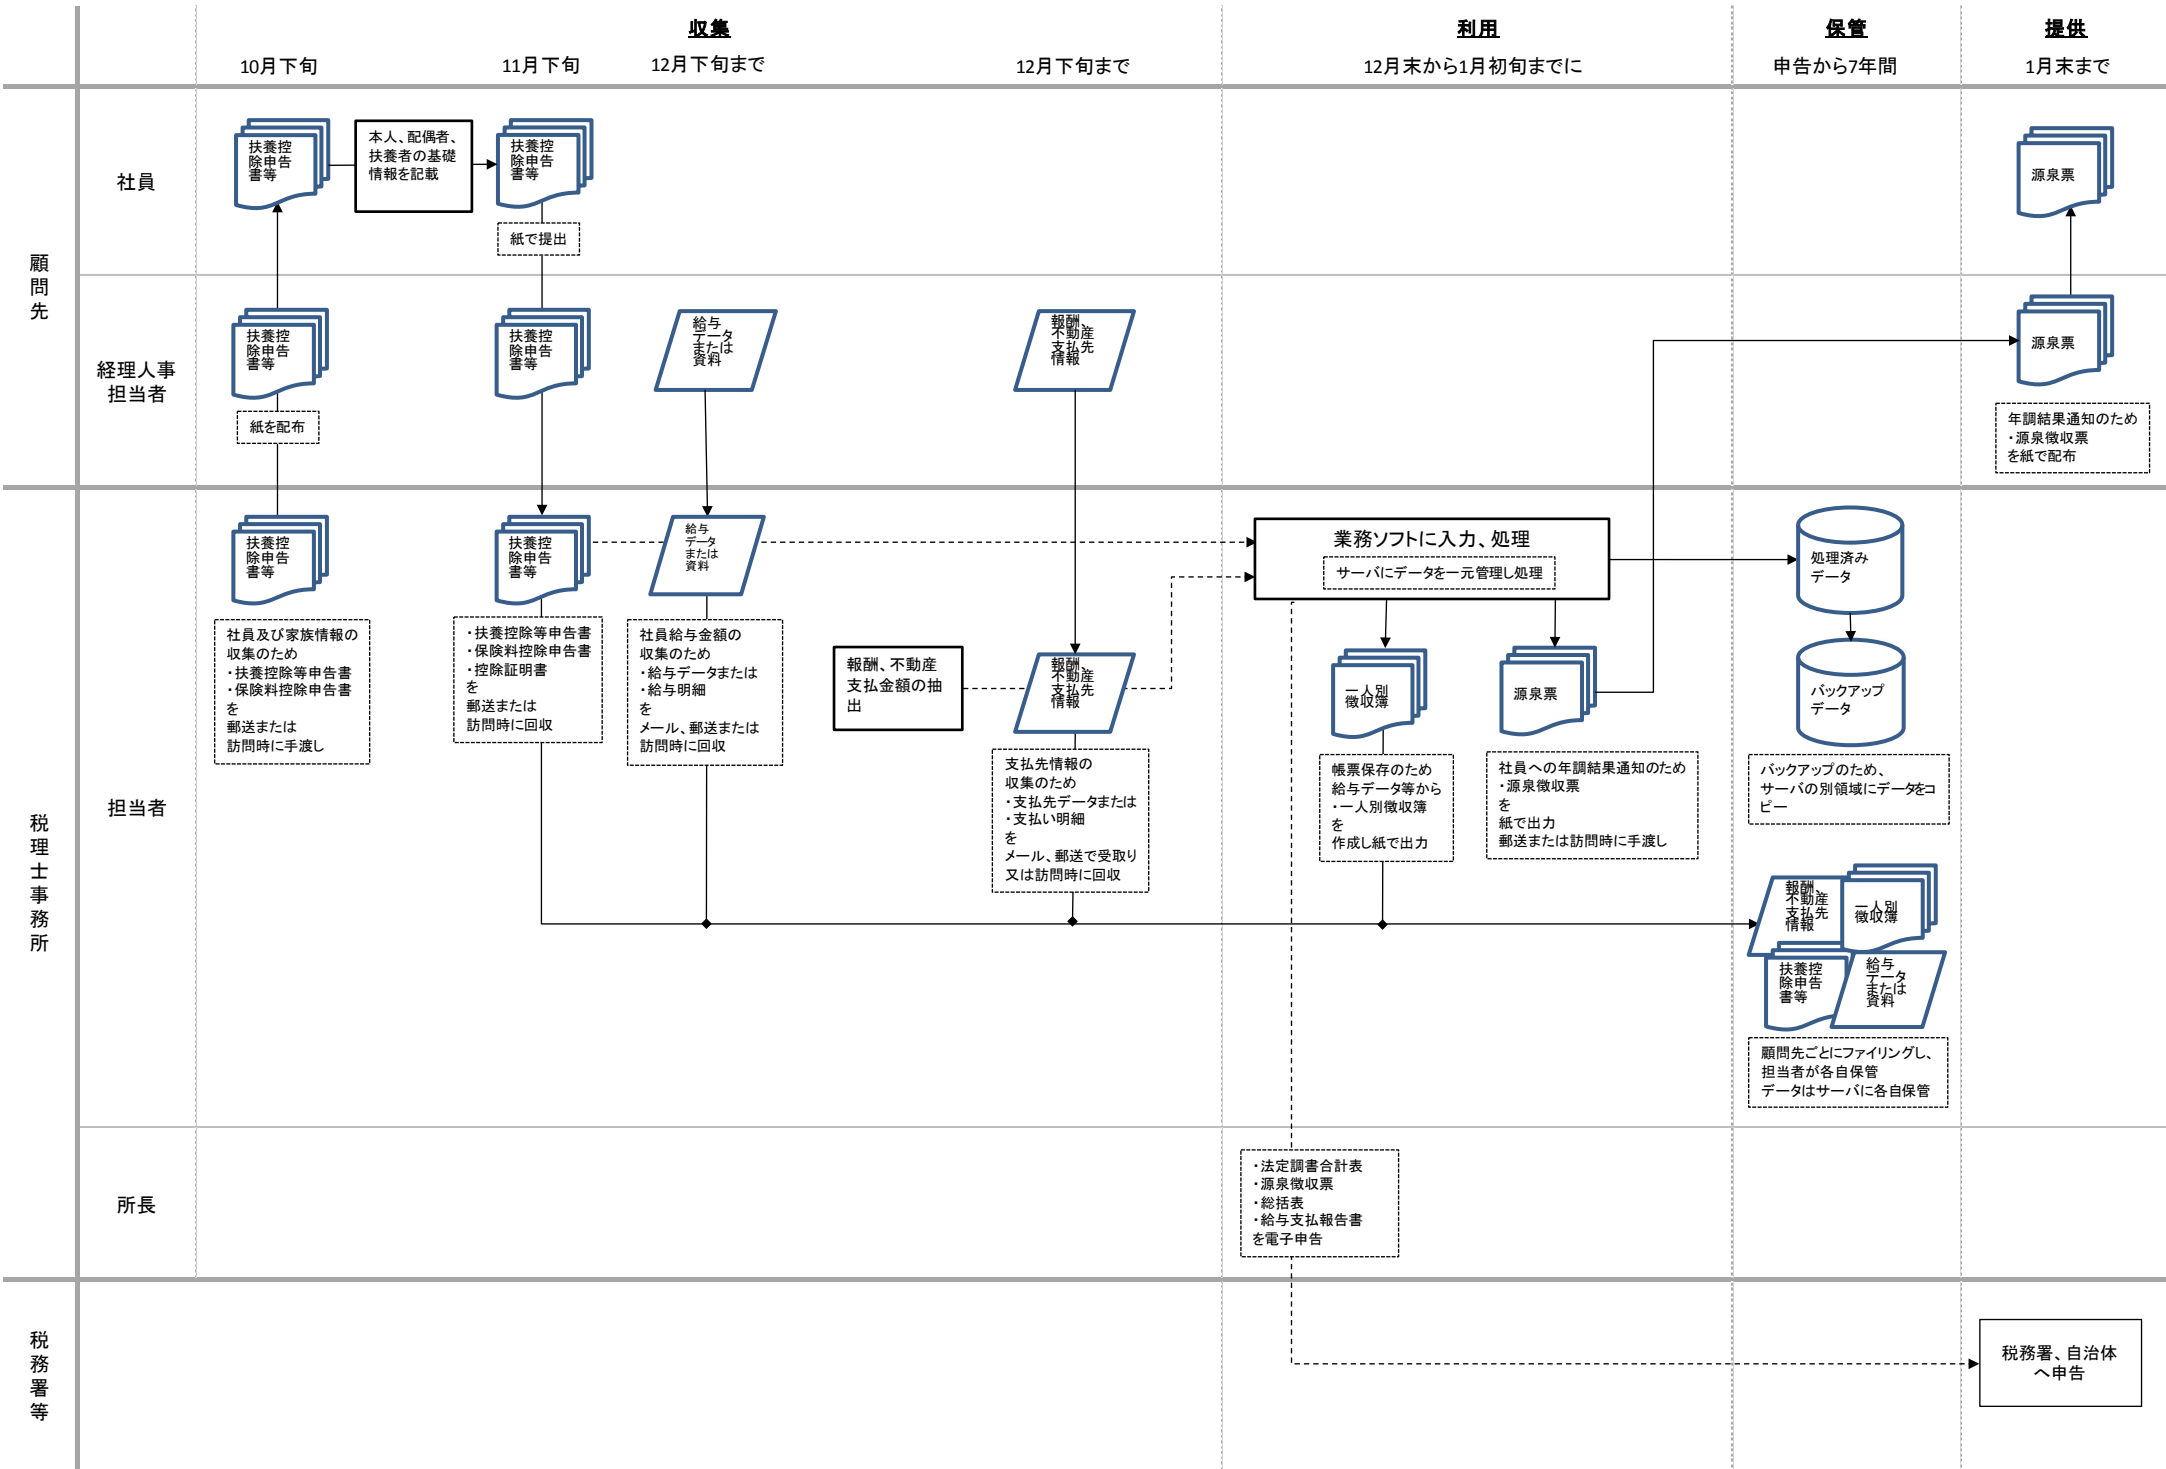 収集
利用
保管
提供
10月下旬
11月下旬
12月下旬まで
12月下旬まで
12月末から1月初旬までに
申告から7年間
1月末まで
顧問先
社員
扶養控
除申告
書等
本人、配偶者、
扶養者の基礎
情報を記載
扶養控
除申告
書等
紙で提出
源泉票
経理人事
担当者
扶養控
除申告
書等
紙を配布
扶養控
除申告
書等
給与
データ
または
資料
報酬、
不動産
支払先
情報
源泉票
年調結果通知のため
・源泉徴収票
を紙で配布
税理士事務所
担当者
扶養控
除申告
書等
社員及び家族情報の
収集のため
・扶養控除等申告書
・保険料控除申告書
を
郵送または
訪問時に手渡し
扶養控
除申告
書等
・扶養控除等申告書
・保険料控除申告書
・控除証明書
を
郵送または
訪問時に回収
給与
データ
または
資料
社員給与金額の
収集のため
・給与データまたは
・給与明細
を
メール、郵送または
訪問時に回収
報酬、不動産
支払金額の抽
出
報酬、
不動産
支払先
情報
支払先情報の
収集のため
・支払先データまたは
・支払い明細
を
メール、郵送で受取り
又は訪問時に回収
業務ソフトに入力、処理
サーバにデータを一元管理し処理
一人別
徴収簿
帳票保存のため
給与データ等から
・一人別徴収簿
を
作成し紙で出力
源泉票
社員への年調結果通知のため
・源泉徴収票
を
紙で出力
郵送または訪問時に手渡し
処理済み
データ
バックアップ
データ
バックアップのため、
サーバの別領域にデータをコ
ピー
報酬、
不動産
支払先
情報
一人別
徴収簿
扶養控
除申告
書等
給与
データ
または
資料
顧問先ごとにファイリングし、
担当者が各自保管
データはサーバに各自保管
所長
・法定調書合計表
・源泉徴収票
・総括表
・給与支払報告書
を電子申告
税務署等
税務署、自治体
へ申告